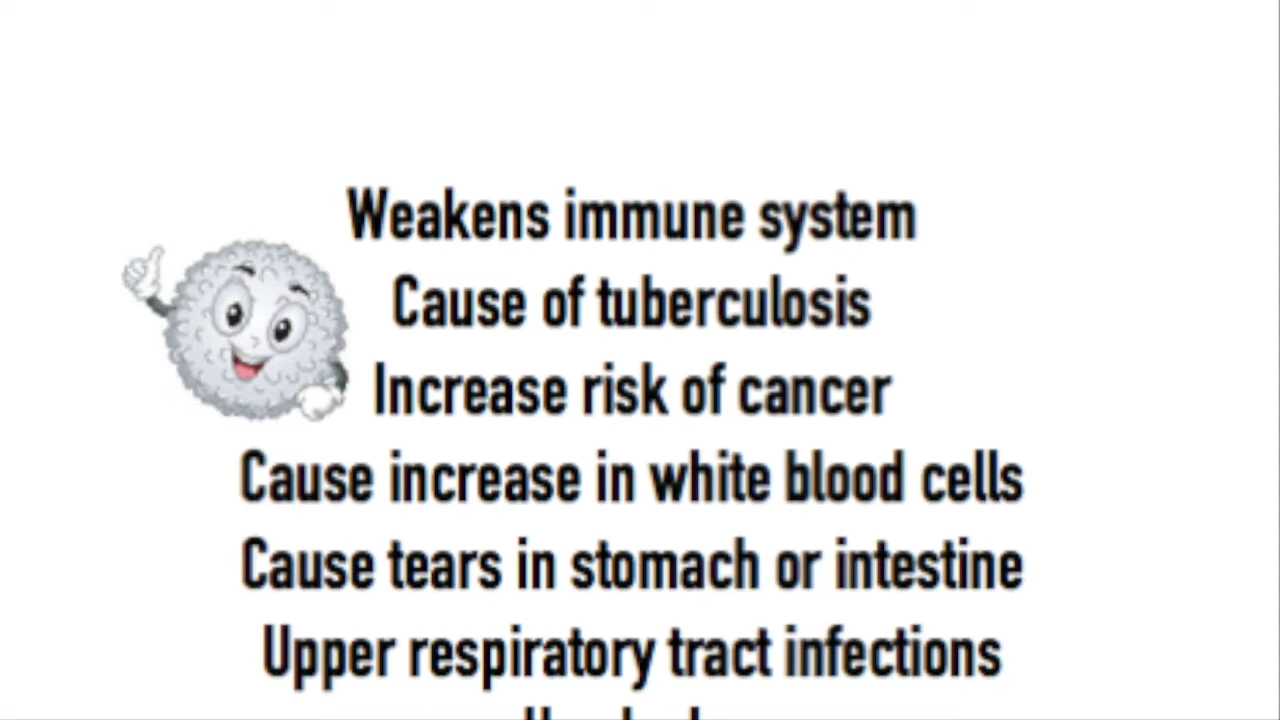 Weakens immune system
Cause of tuberculosis
Increase risk of cancer
Cause increase in white blood cells
Cause tears in stomach or intestine
Upper respiratory tract infections